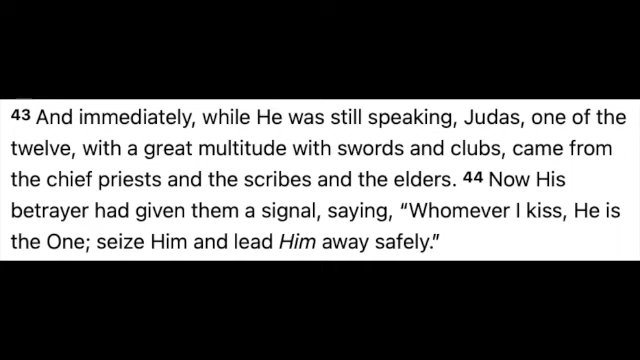 43 And immediately, while He was still speaking, Judas, one of the
twelve, with a great multitude with swords and clubs, came from
the chief priests and the scribes and the elders. 44 Now His
betrayer had given them a signal, saying, “Whomever I kiss, He is
the One; seize Him and lead Him away safely.”